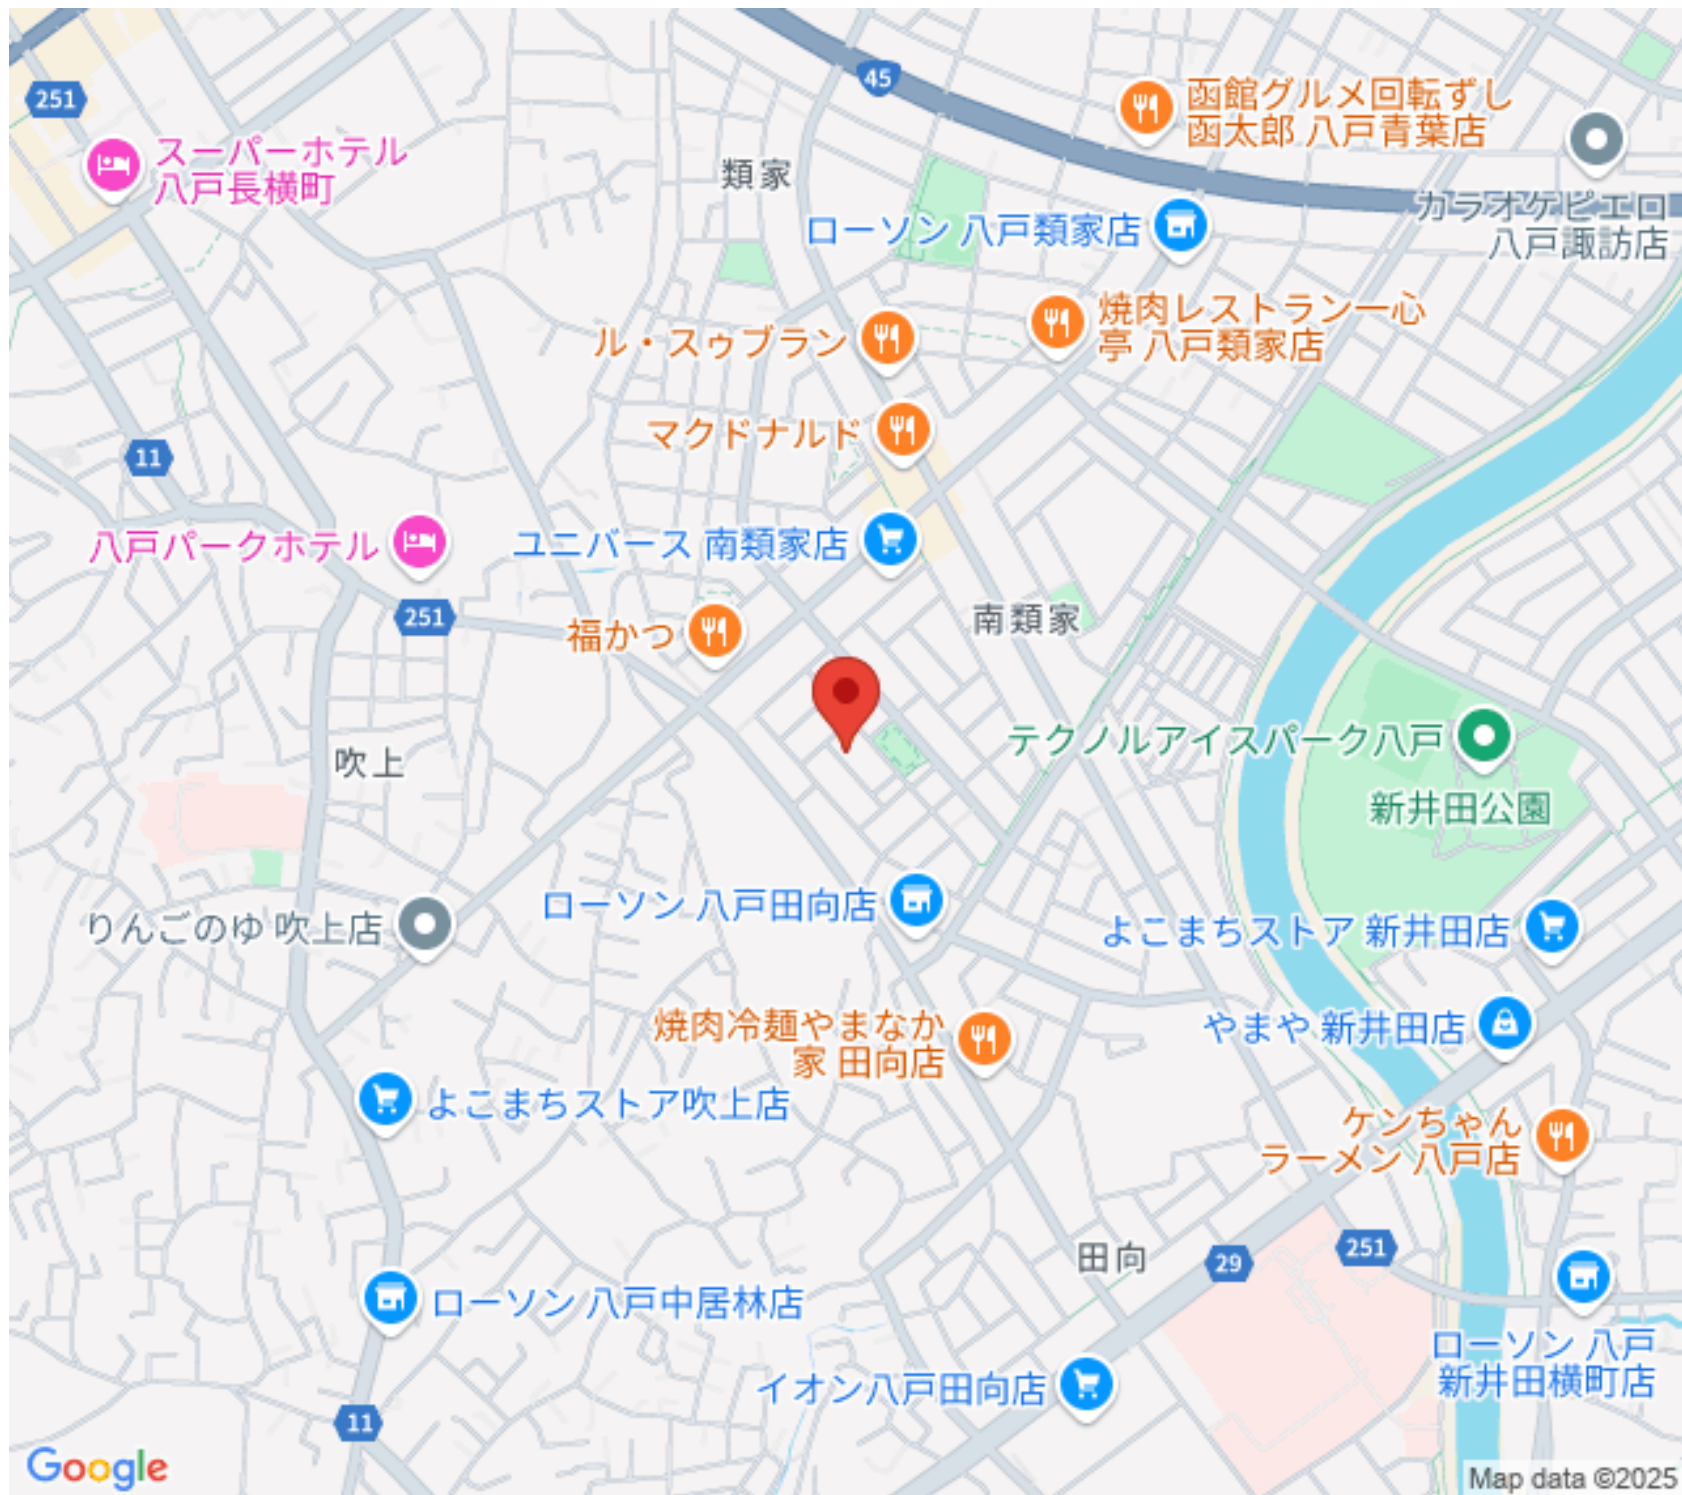 45
251
函館グルメ回転ずし
函太郎 八戸青葉店
スーパーホテル
八戸長横町
類家
カラオケピエロ
八戸諏訪店
ローソン 八戸類家店
焼肉レストラン一心
亭 八戸類家店
ル・スゥブラン
マクドナルド
11
八戸パークホテル
ユニバース 南類家店
251
福かつ
南類家
テクノルアイスパーク八戸
吹上
新井田公園
ローソン 八戸田向店
りんごのゆ 吹上店
よこまちストア 新井田店
焼肉冷麺やまなか
家 田向店
やまや 新井田店
よこまちストア吹上店
ケンちゃん
ラーメン 八戸店
田向
251
29
ローソン 八戸中居林店
ローソン 八戸
新井田横町店
イオン八戸田向店
11
Google
Map data ©2025